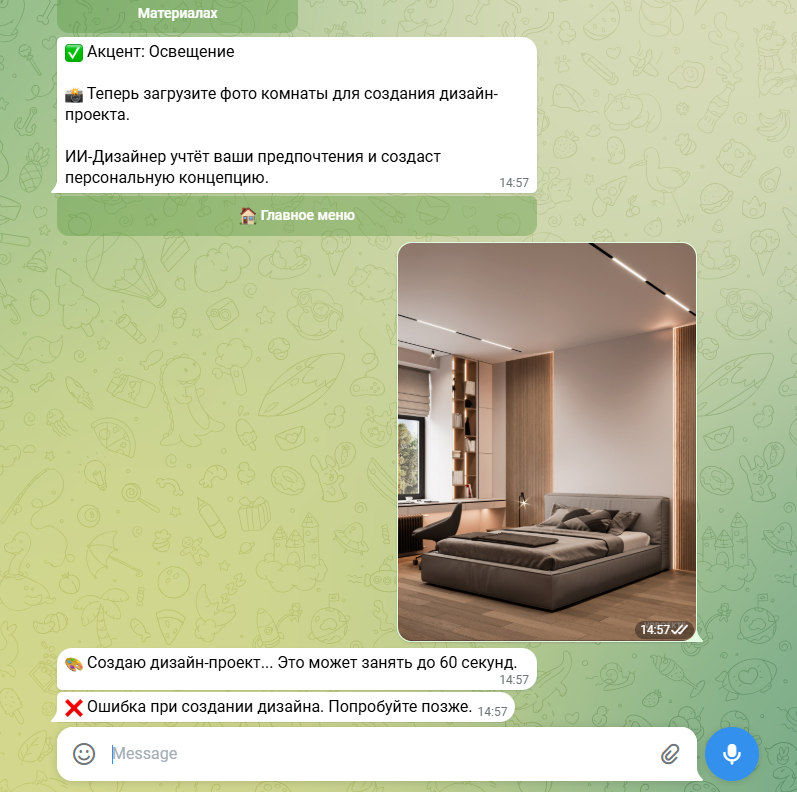 Материалах
✅ Акцент: Освещение
📸 Теперь загрузите фото комнаты для создания дизайн-
проекта.
ИИ-Дизайнер учтёт ваши предпочтения и создаст
персональную концепцию.
14:57
🏠 Главное меню
14:57
🎨 Создаю дизайн-проект... Это может занять до 60 секунд.
14:57
❌ Ошибка при создании дизайна. Попробуйте позже. 14:57
Message